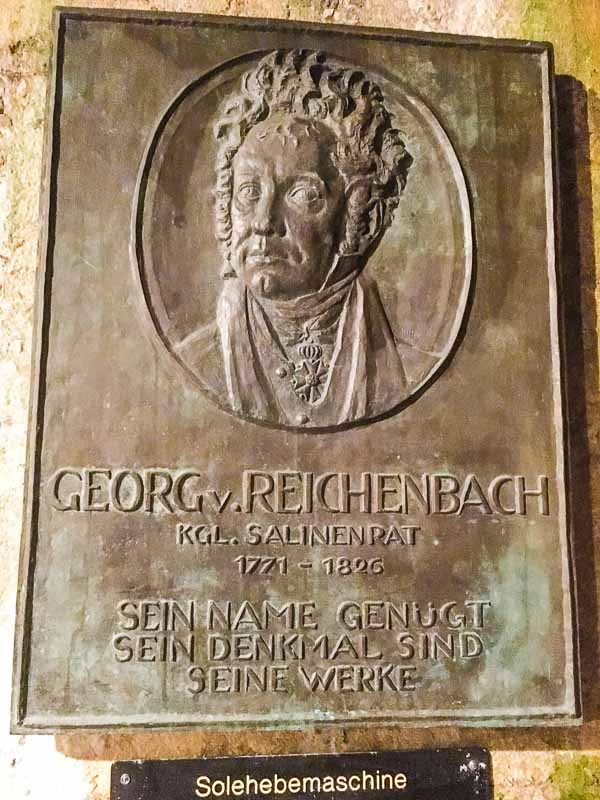 GEORG v. REICHENBACH
KGL. SALINENRAT
1771 - 1826
SEIN NAME GENÜGT
SEIN DENKMAL SIND
SEINE WERKE
Solehebemaschine